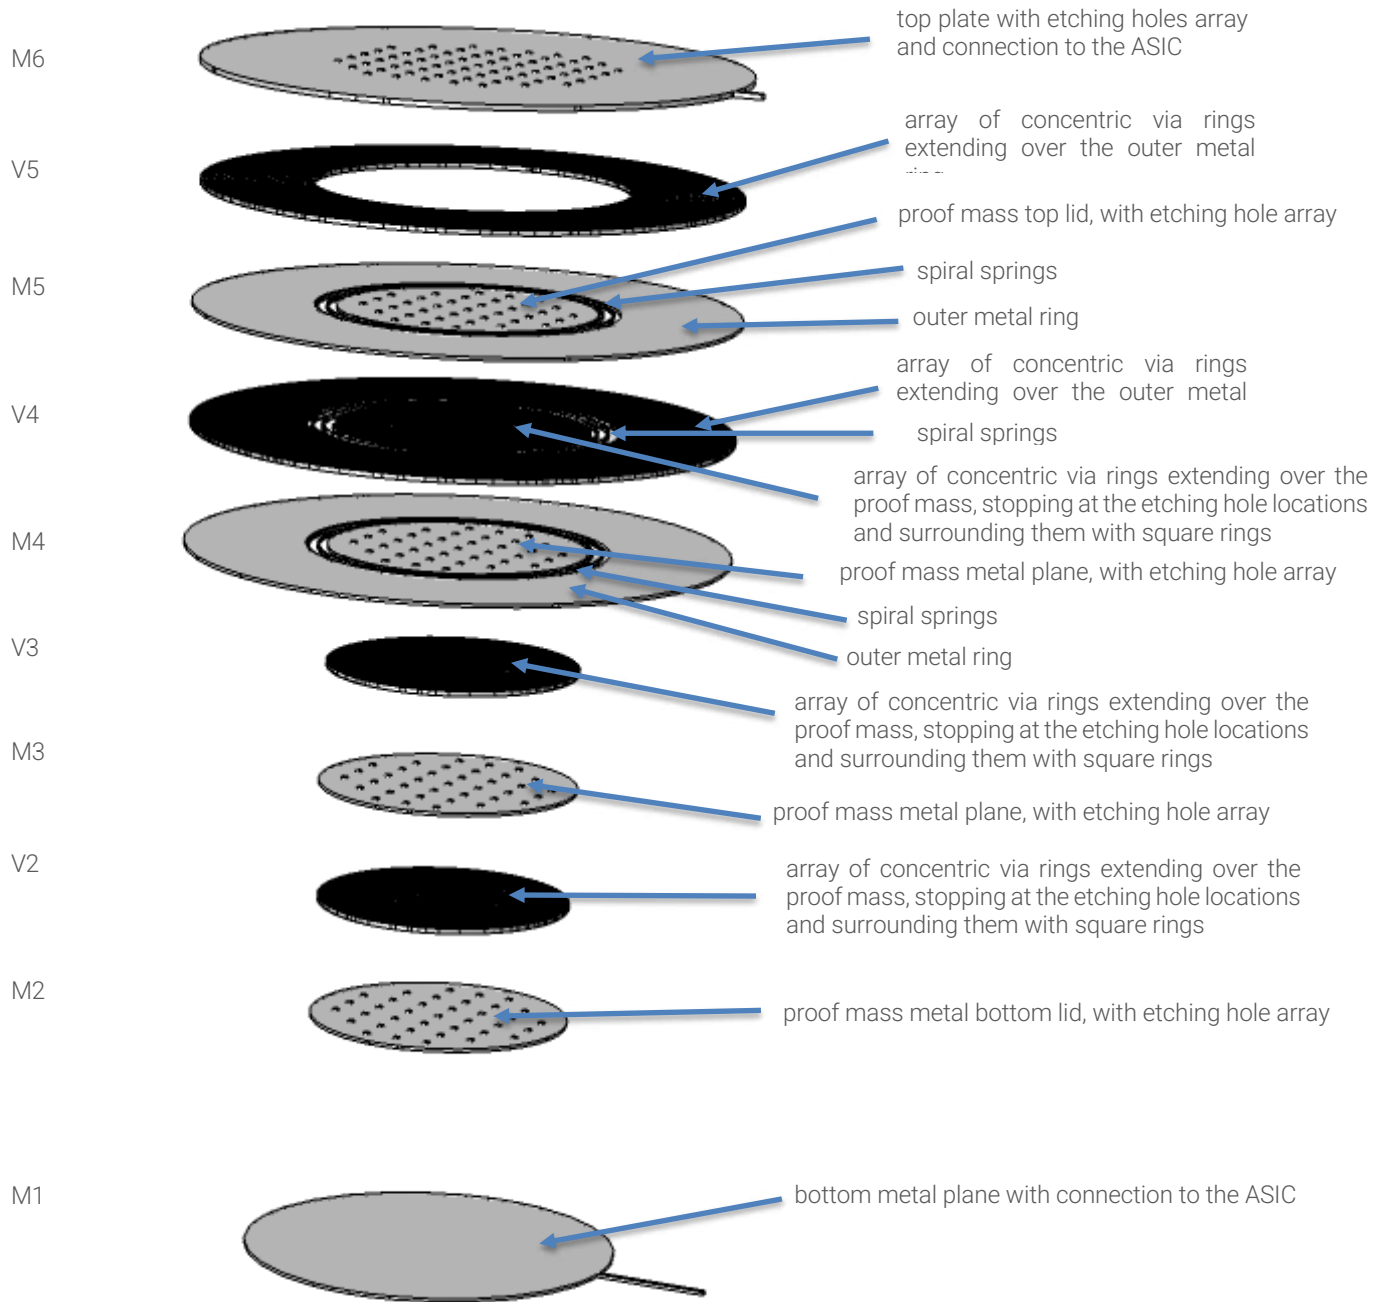 M6
top plate with etching holes array
and connection to the ASIC
V5
array of concentric via rings
extending over the outer metal
M5
proof mass top lid, with etching hole array
spiral springs
outer metal ring
V4
array of concentric via rings
extending over the outer metal
spiral springs
array of concentric via rings extending over the
proof mass, stopping at the etching hole locations
and surrounding them with square rings
M4
proof mass metal plane, with etching hole array
spiral springs
outer metal ring
V3
array of concentric via rings extending over the
proof mass, stopping at the etching hole locations
and surrounding them with square rings
M3
proof mass metal plane, with etching hole array
V2
array of concentric via rings extending over the
proof mass, stopping at the etching hole locations
and surrounding them with square rings
M2
proof mass metal bottom lid, with etching hole array
M1
bottom metal plane with connection to the ASIC